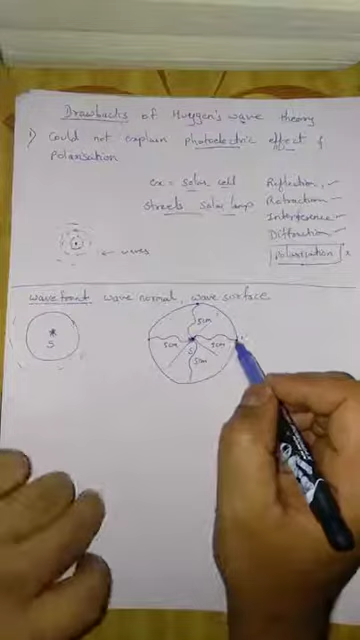 Drawbacks of Huygen's wave theory
1) Could not explain photoelectric effect &
Polarisation
ex = solar cell
streets solar lamp
Reflection, ✓
Refraction ✓
Interference ✓
Diffraction ✓
Polarisation x
← waves
wavefront wave normal, wave surface
S
5cm
5cm
5cm
S
5cm